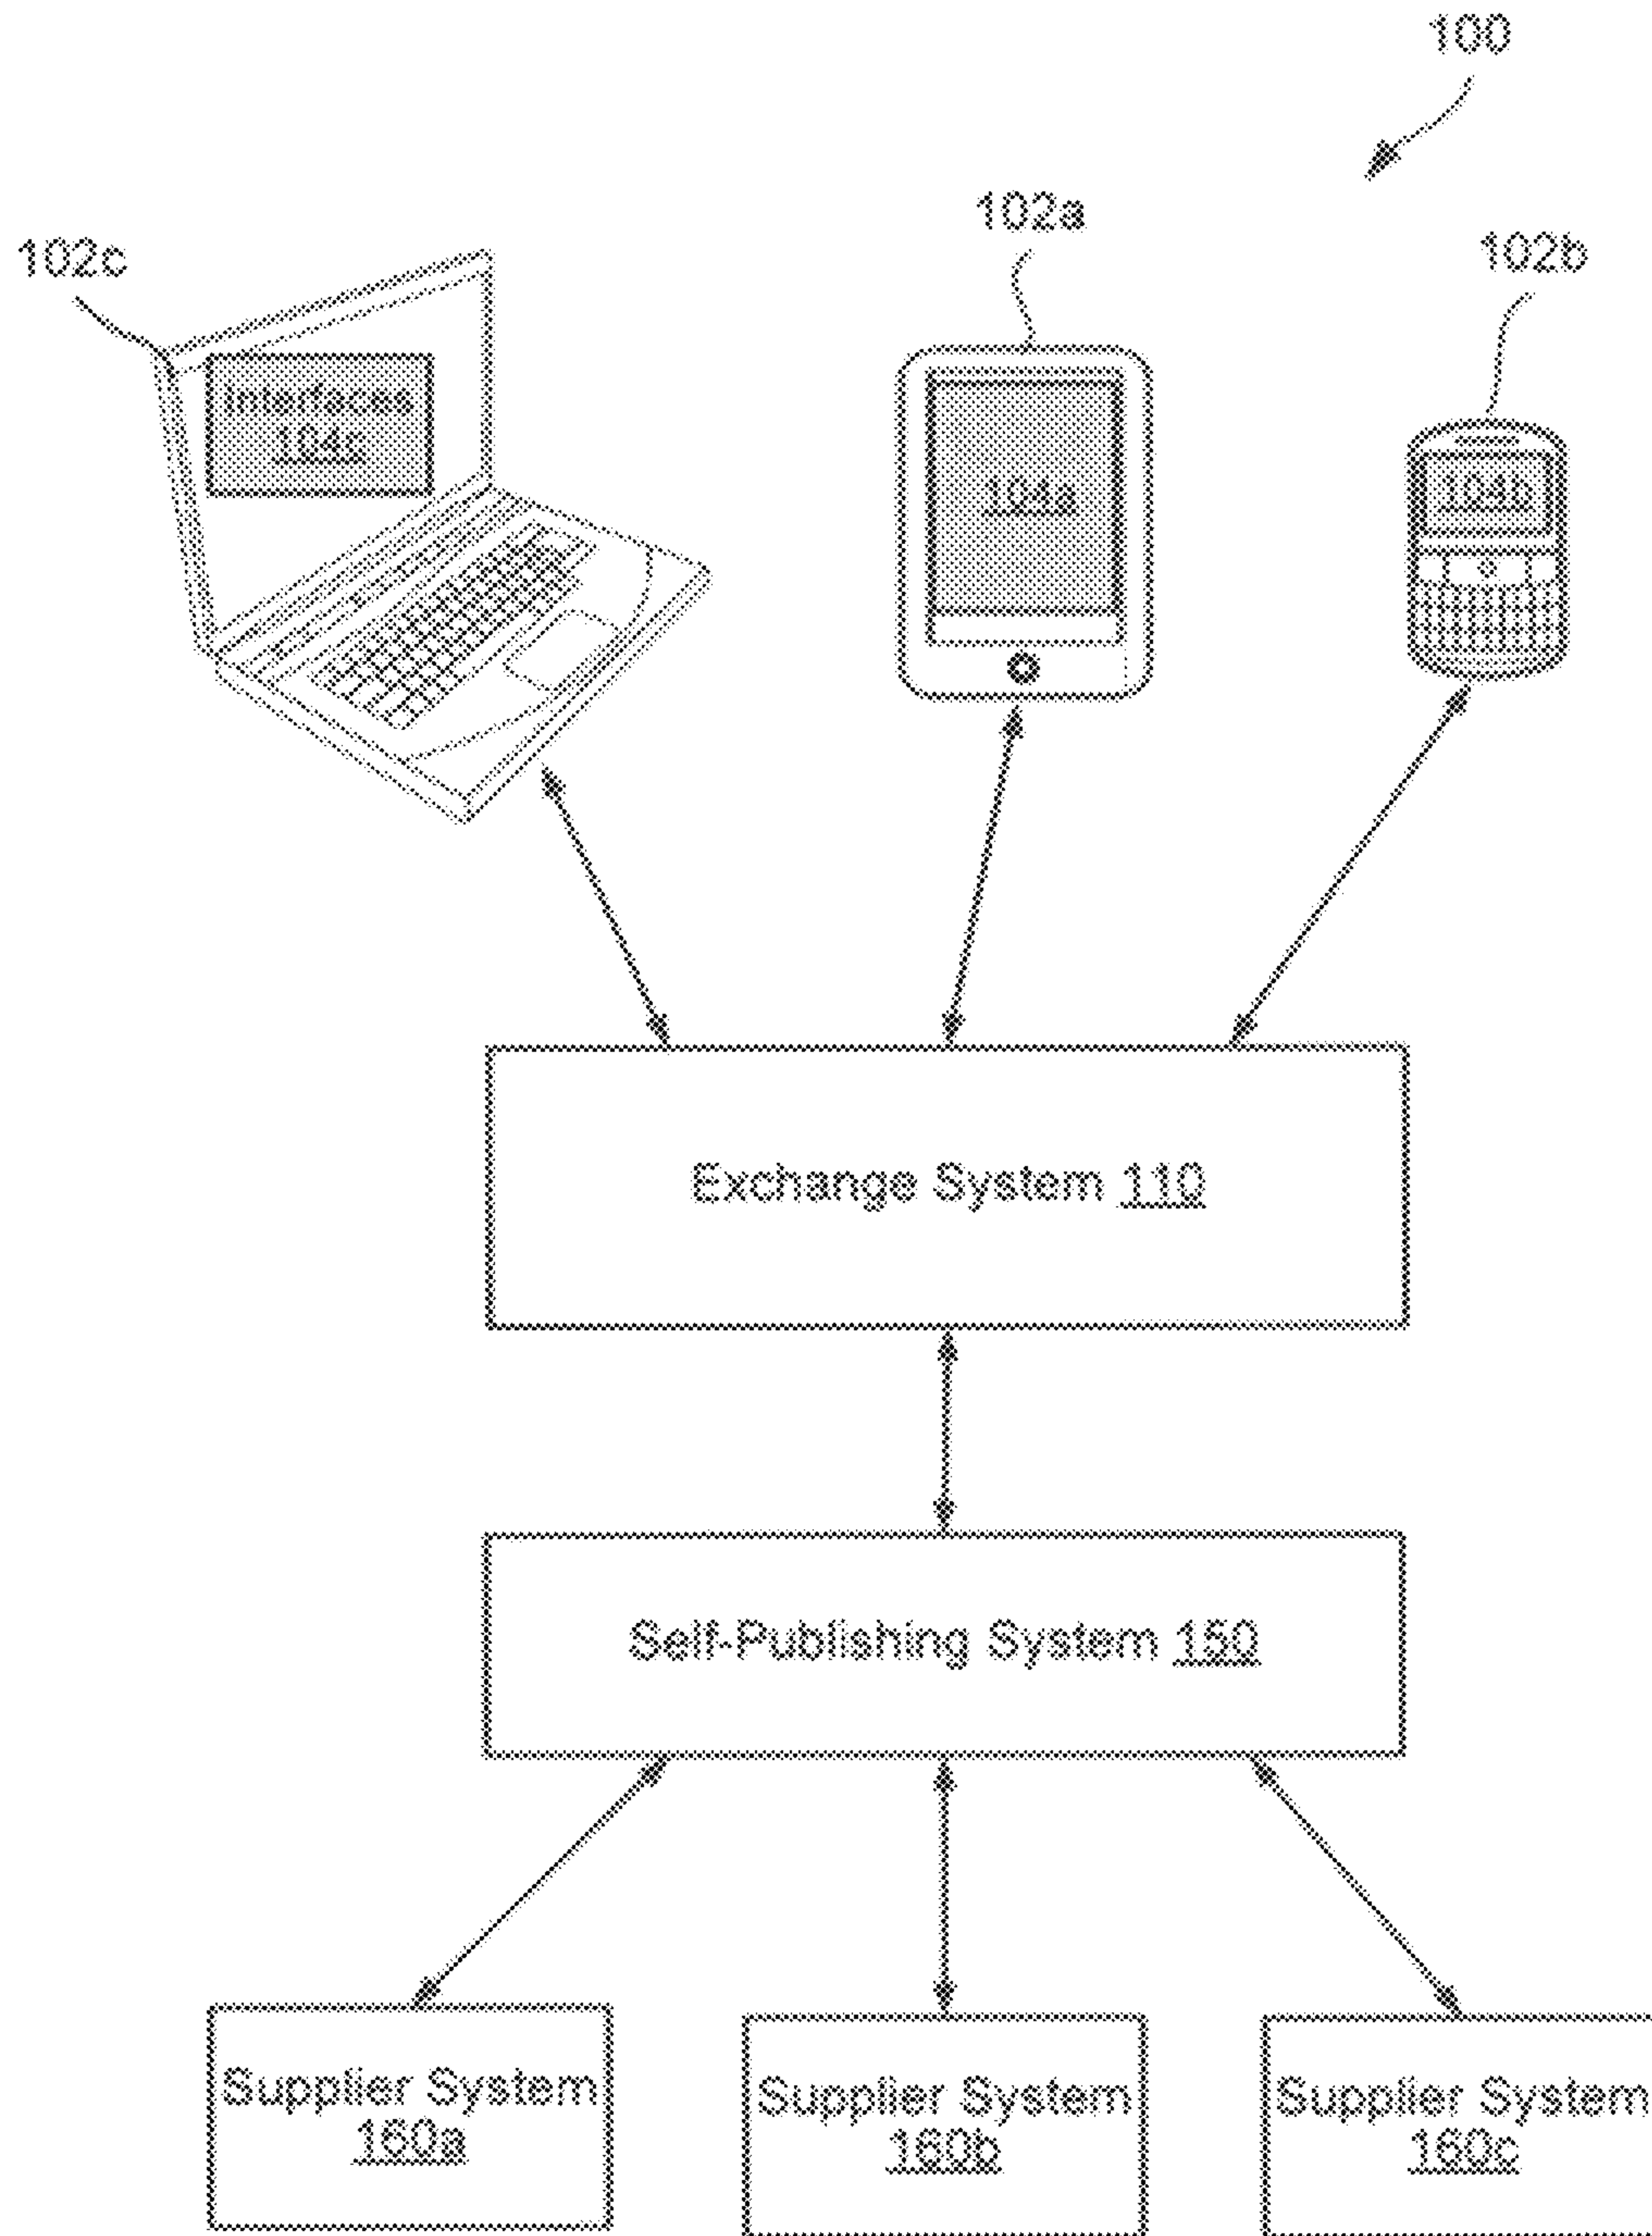 100
102a
102c
102b
Interfaces
104c
104a
104b
Exchange System 110
Self-Publishing System 150
Supplier System
160a
Supplier System
160b
Supplier System
160c